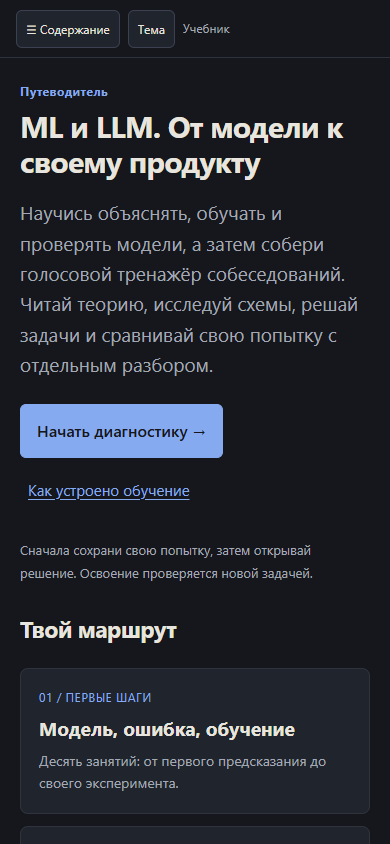 ☰ Содержание
Тема
Учебник
Путеводитель
ML и LLM. От модели к
своему продукту
Научись объяснять, обучать и
проверять модели, а затем собери
голосовой тренажёр собеседований.
Читай теорию, исследуй схемы, решай
задачи и сравнивай свою попытку с
отдельным разбором.
Начать диагностику →
Как устроено обучение
Сначала сохрани свою попытку, затем открывай
решение. Освоение проверяется новой задачей.
Твой маршрут
01 / ПЕРВЫЕ ШАГИ
Модель, ошибка, обучение
Десять занятий: от первого предсказания до
своего эксперимента.